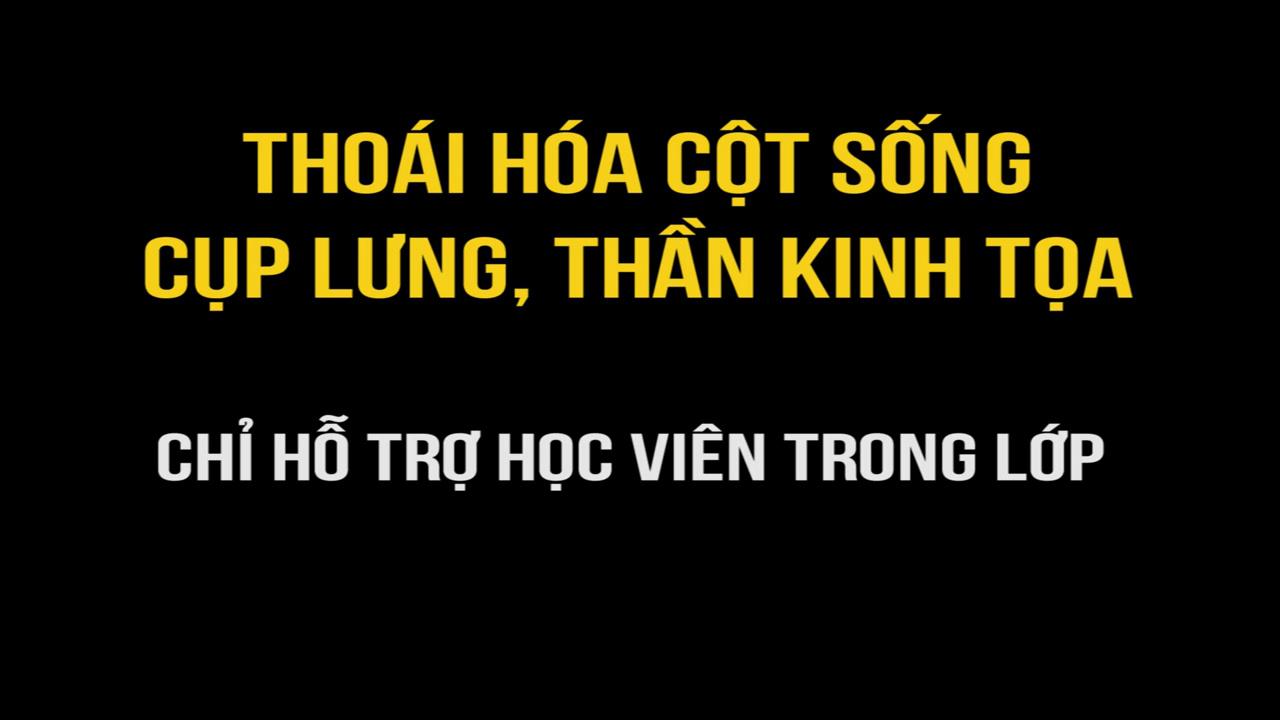 THOÁI HÓA CỘT SỐNG
CỤP LƯNG, THẦN KINH TỌA
CHỈ HỖ TRỢ HỌC VIÊN TRONG LỚP